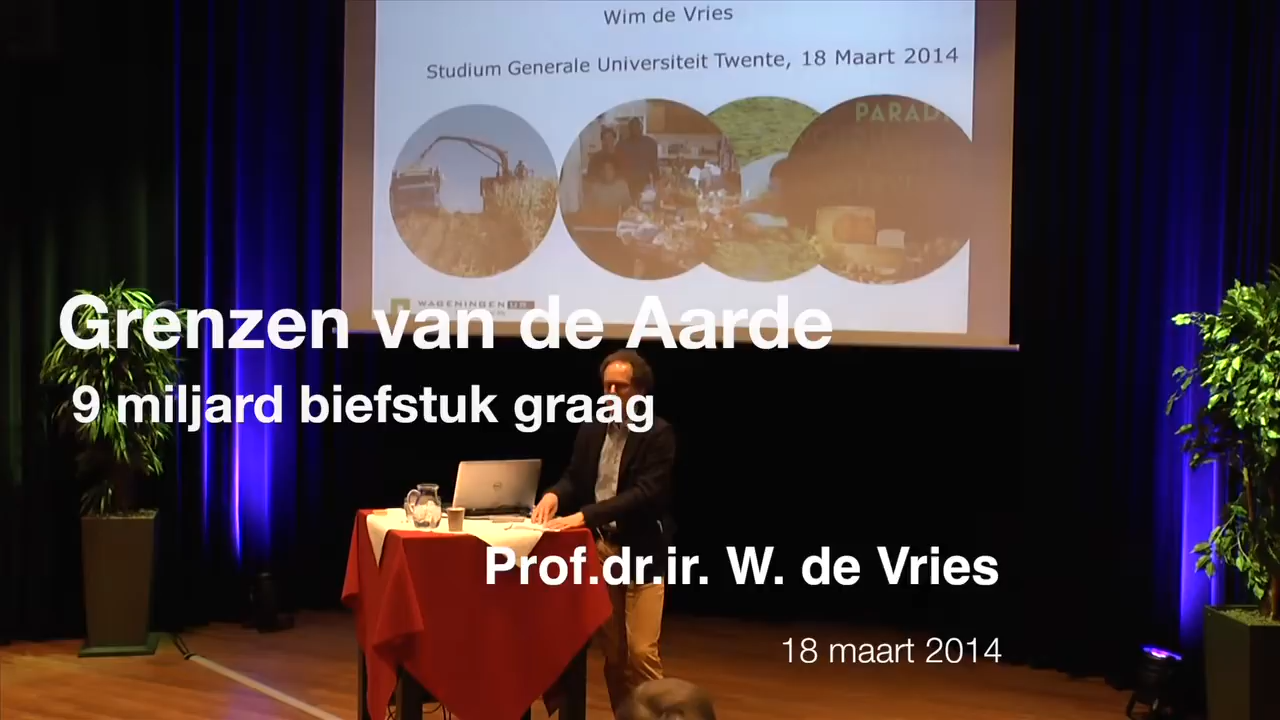 Wim de Vries
Studium Generale Universiteit Twente, 18 Maart 2014
WAGENINGEN
Grenzen van de Aarde
9 miljard biefstuk graag
Prof.dr.ir. W. de Vries
18 maart 2014